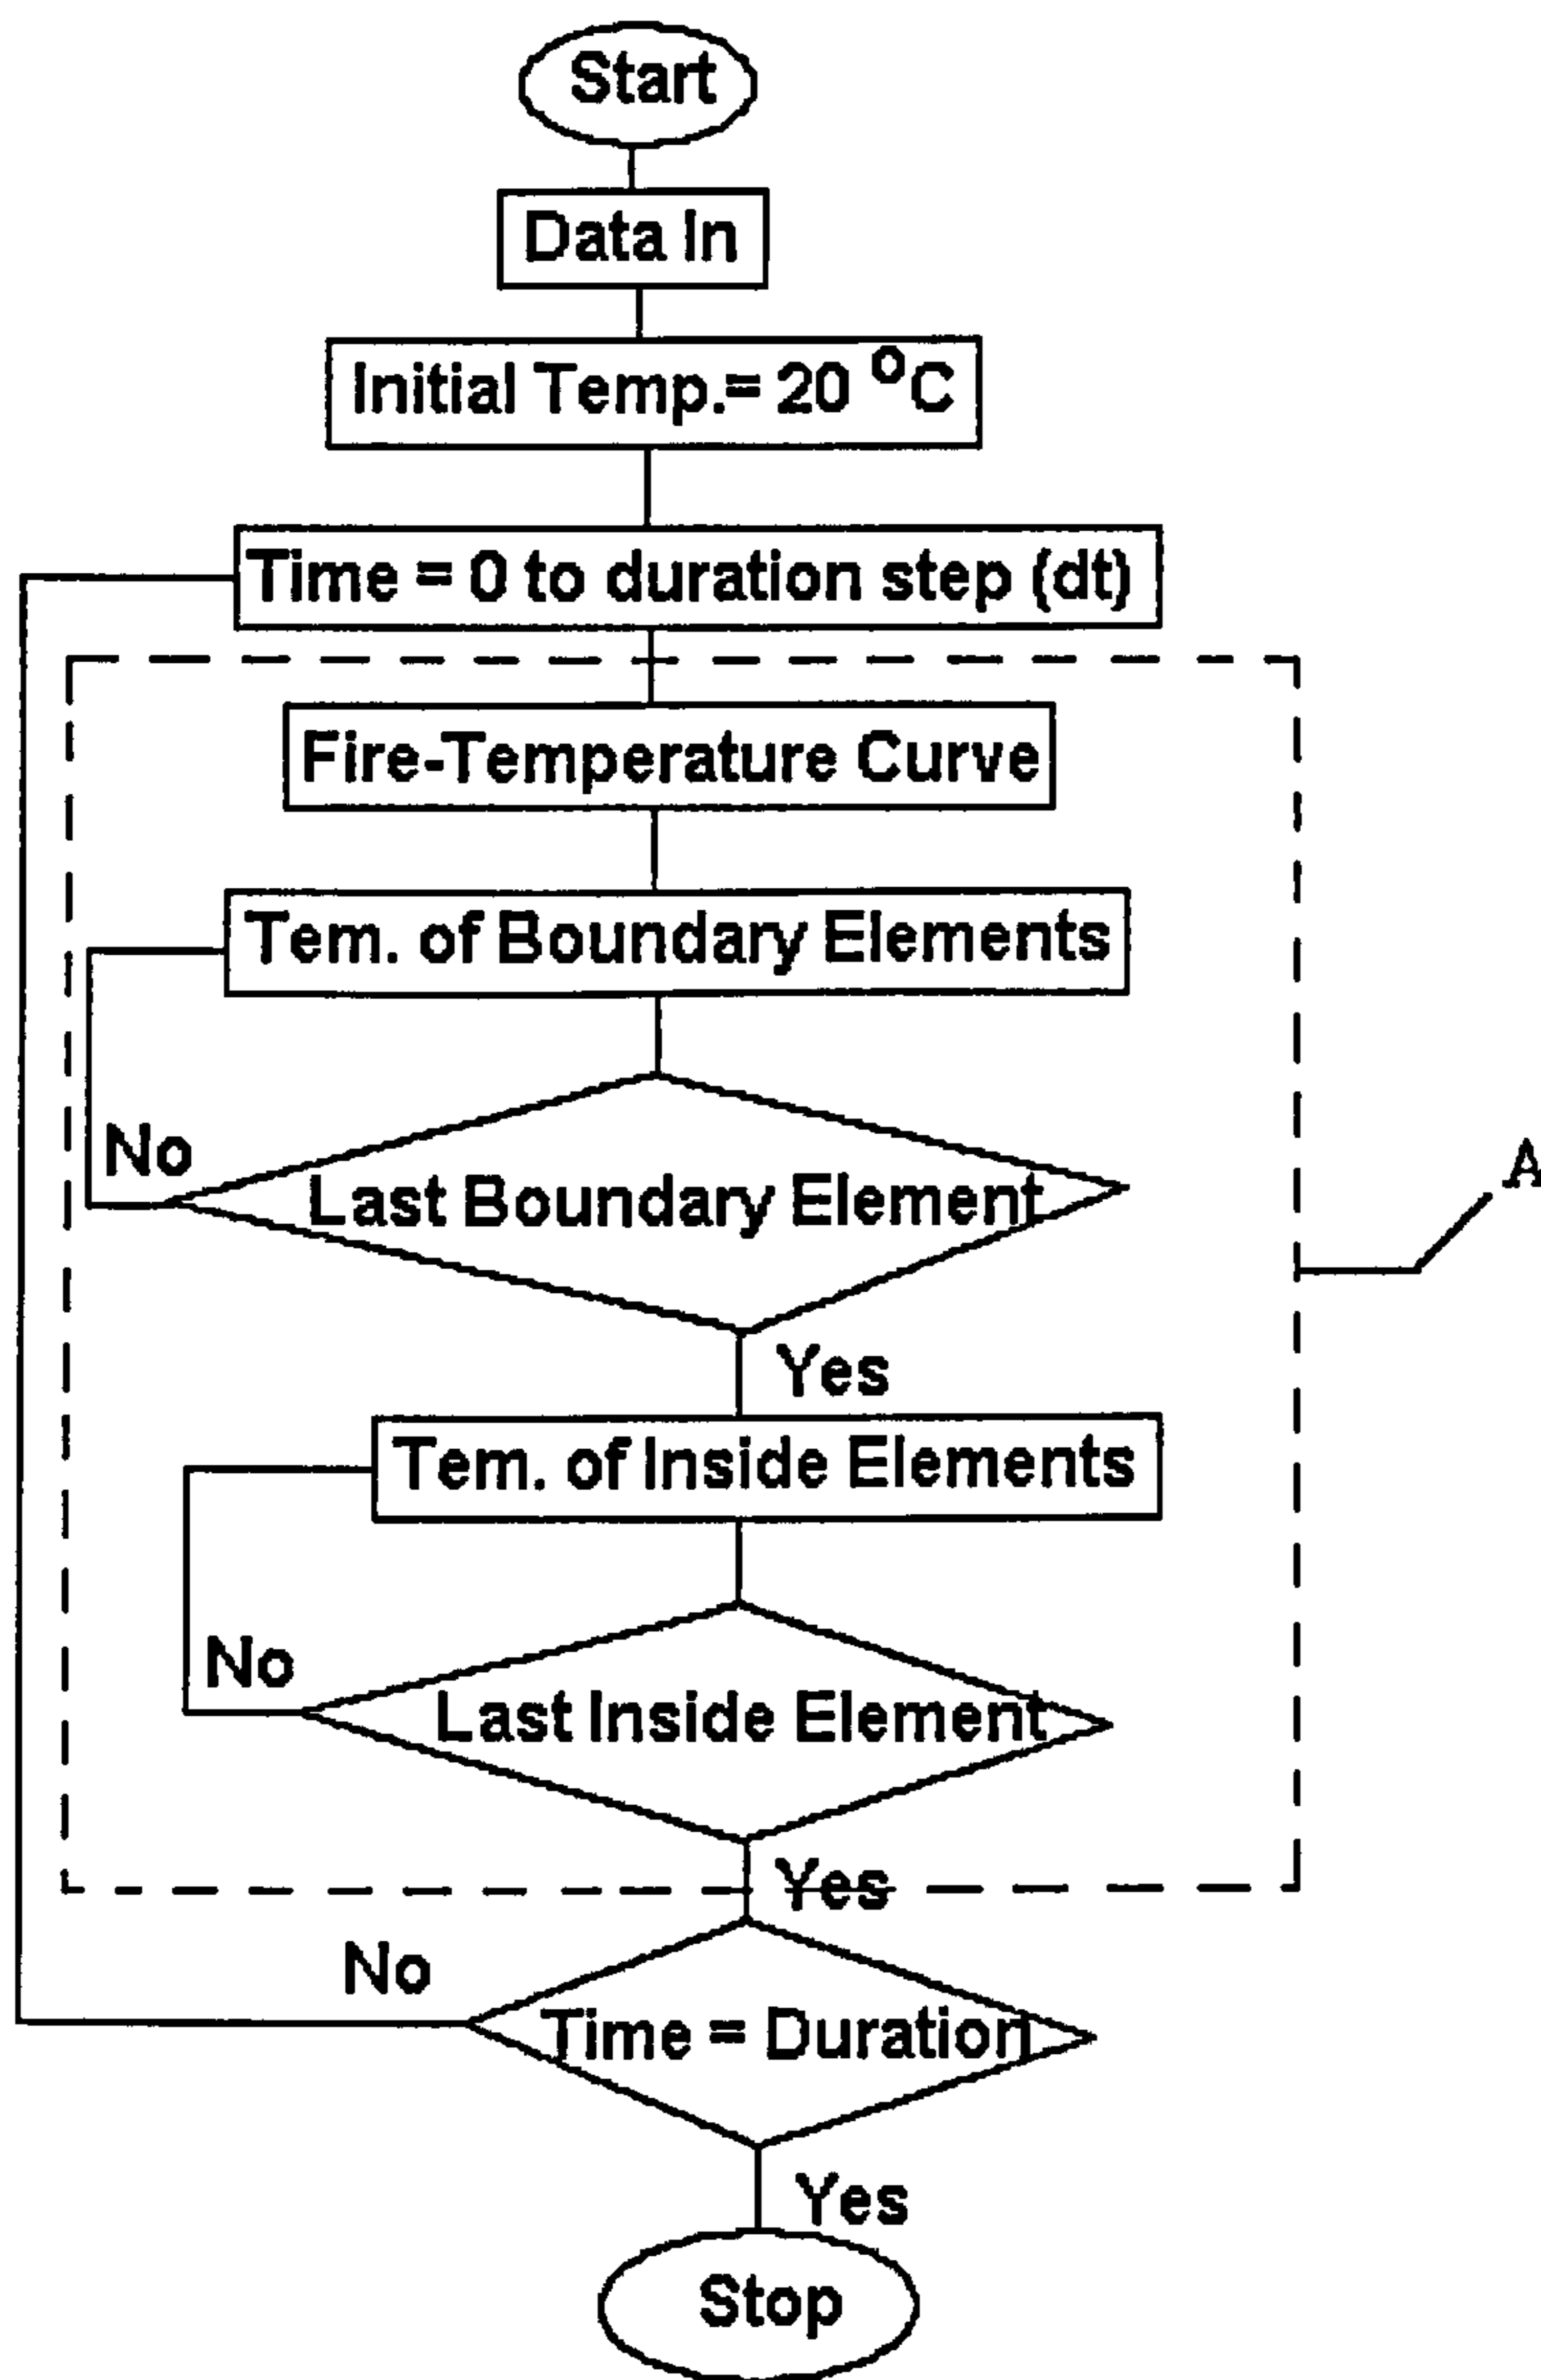 Start
Data In
Initial Temp.= 20 °C
Time = 0 to duration step (dt)
Fire-Temperature Curve
Tem. of Boundary Elements
No
Last Boundary Element
A
Yes
Tem. of Inside Elements
No
Last Inside Element
Yes
No
Time = Duration
Yes
Stop